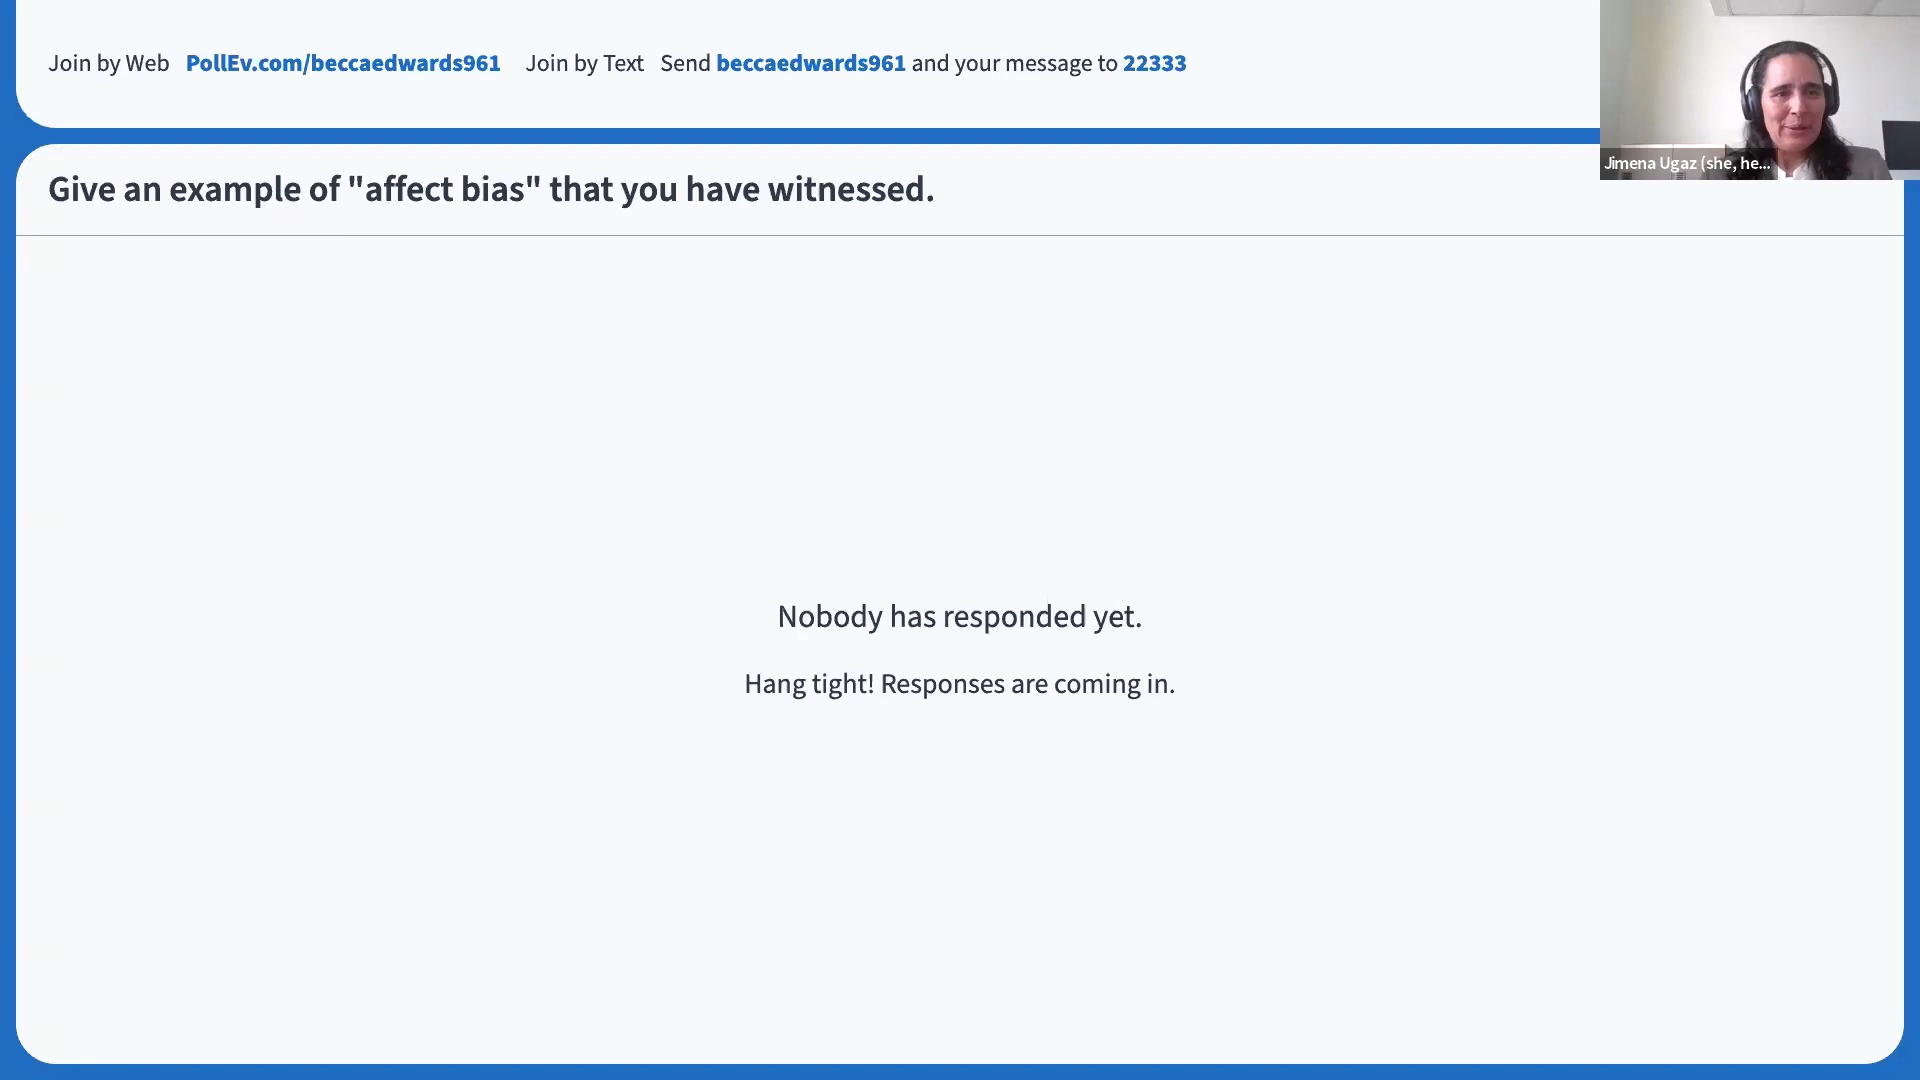 Join by Web PollEv.com/beccaedwards961 Join by Text Send beccaedwards961 and your message to 22333
Jimena Ugaz (she, he...
Give an example of "affect bias" that you have witnessed.
Nobody has responded yet.
Hang tight! Responses are coming in.